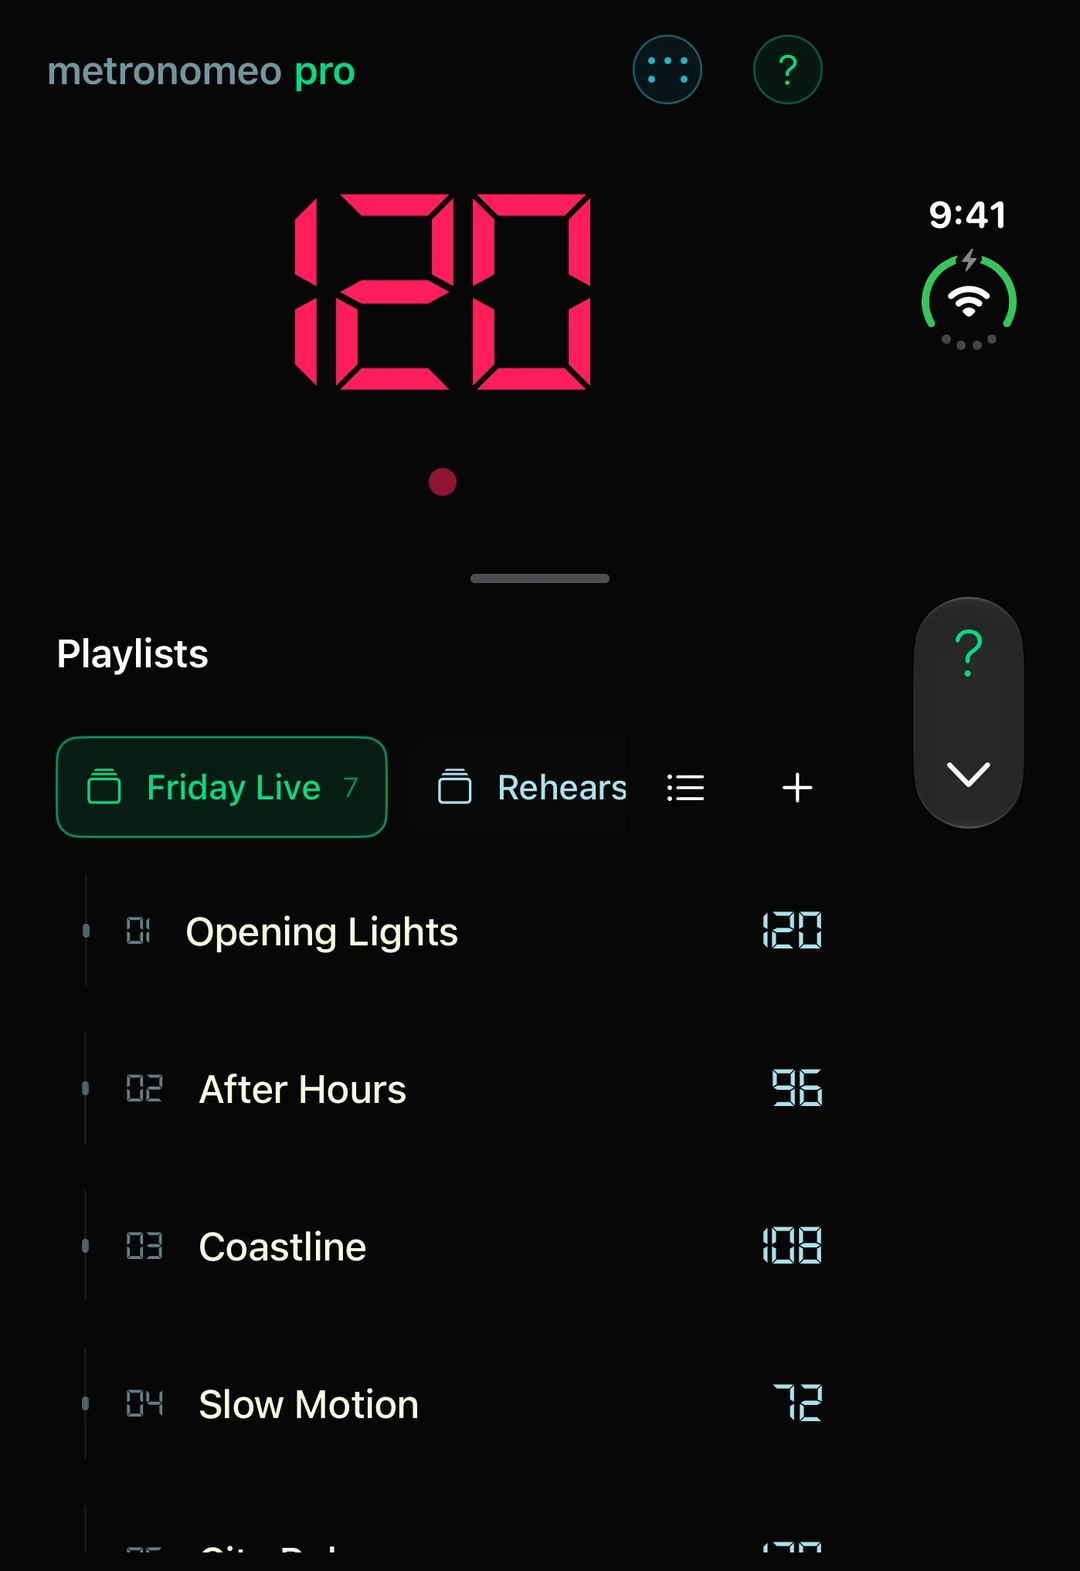 metronomeo pro
?
120
9:41
Playlists
?
Friday Live 7
Rehears
+
01 Opening Lights 120
02 After Hours 96
03 Coastline 108
04 Slow Motion 72